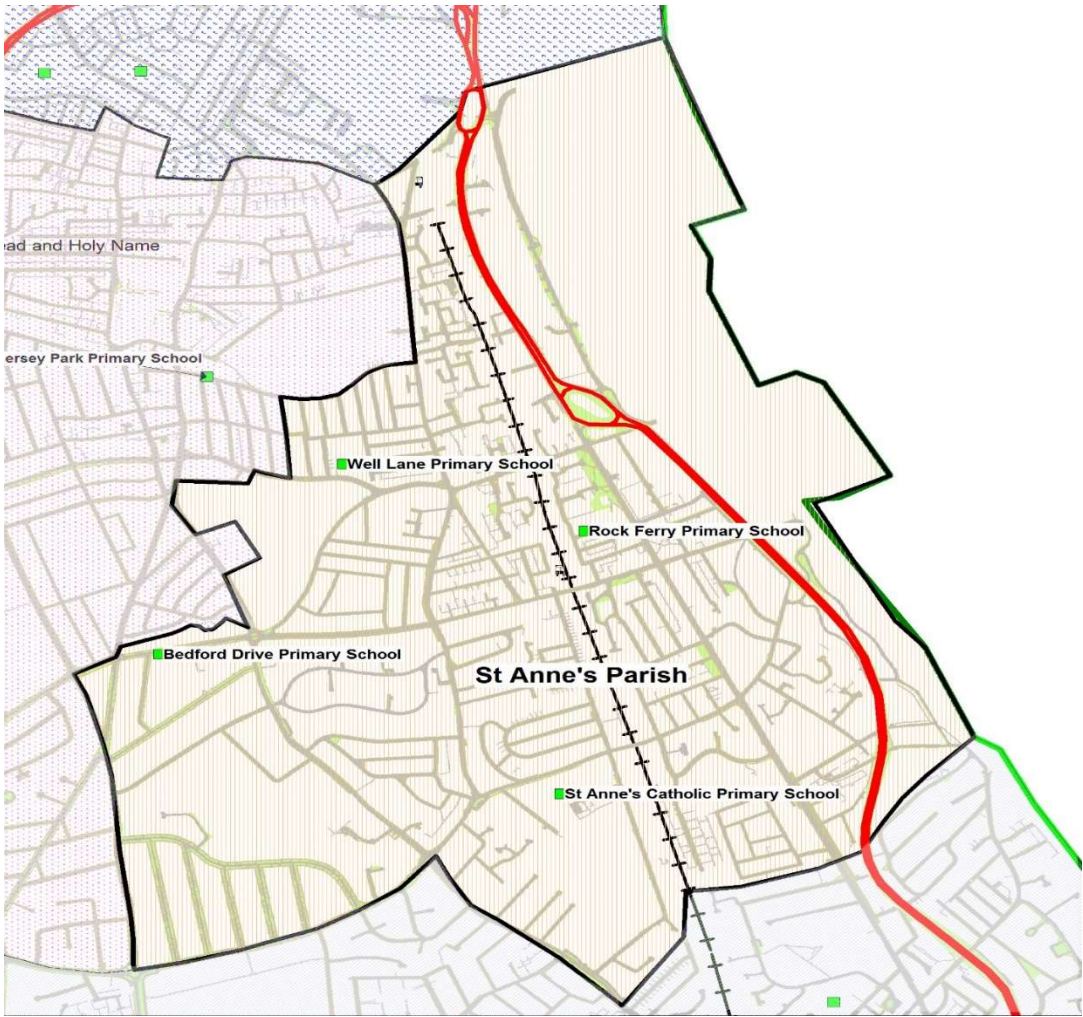 ead and Holy Name
ersey Park Primary School
Well Lane Primary School
Rock Ferry Primary School
Bedford Drive Primary School
St Anne's Parish
St Anne's Catholic Primary School